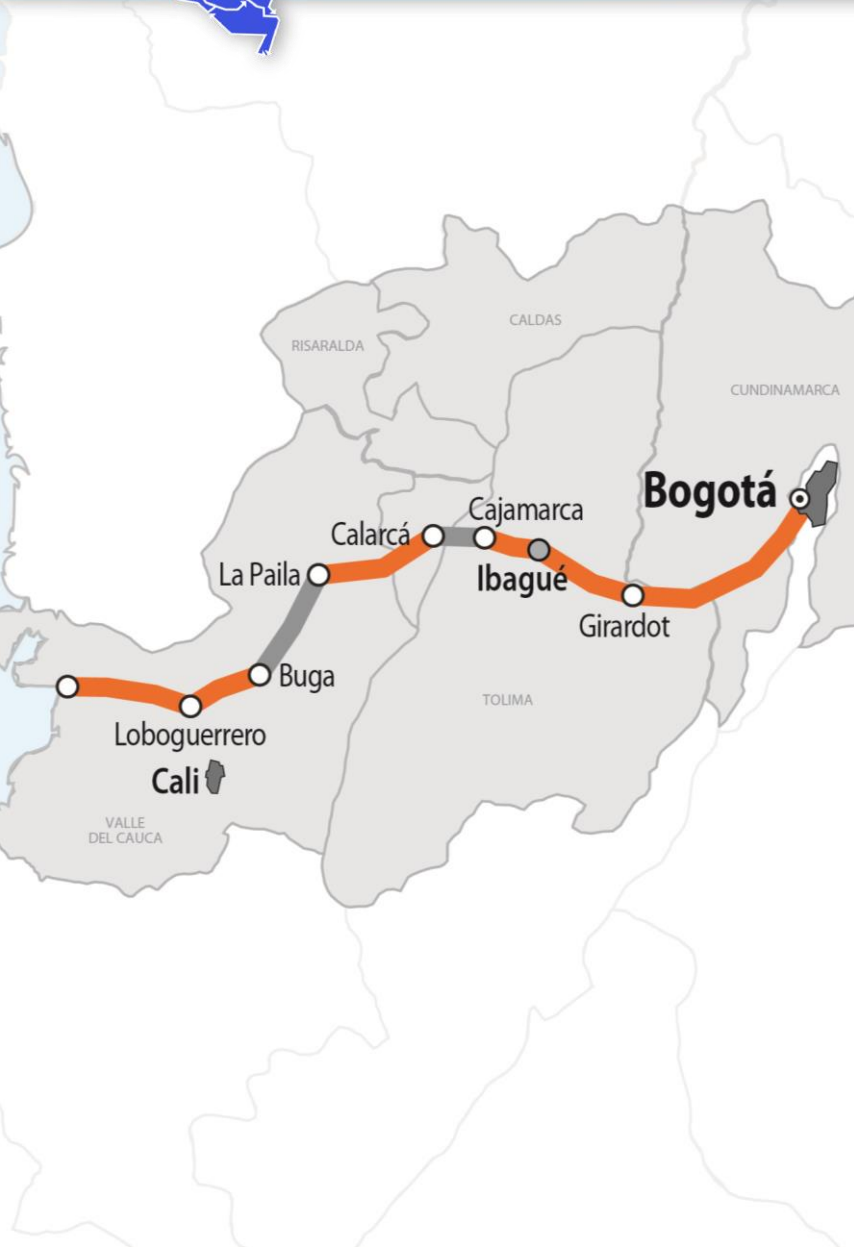 CALDAS
RISARALDA
CUNDINAMARCA
Bogotá
Cajamarca
Calarcá
La Paila
Ibagué
Girardot
Buga
TOLIMA
Loboguerrero
Cali
VALLE
DEL CAUCA